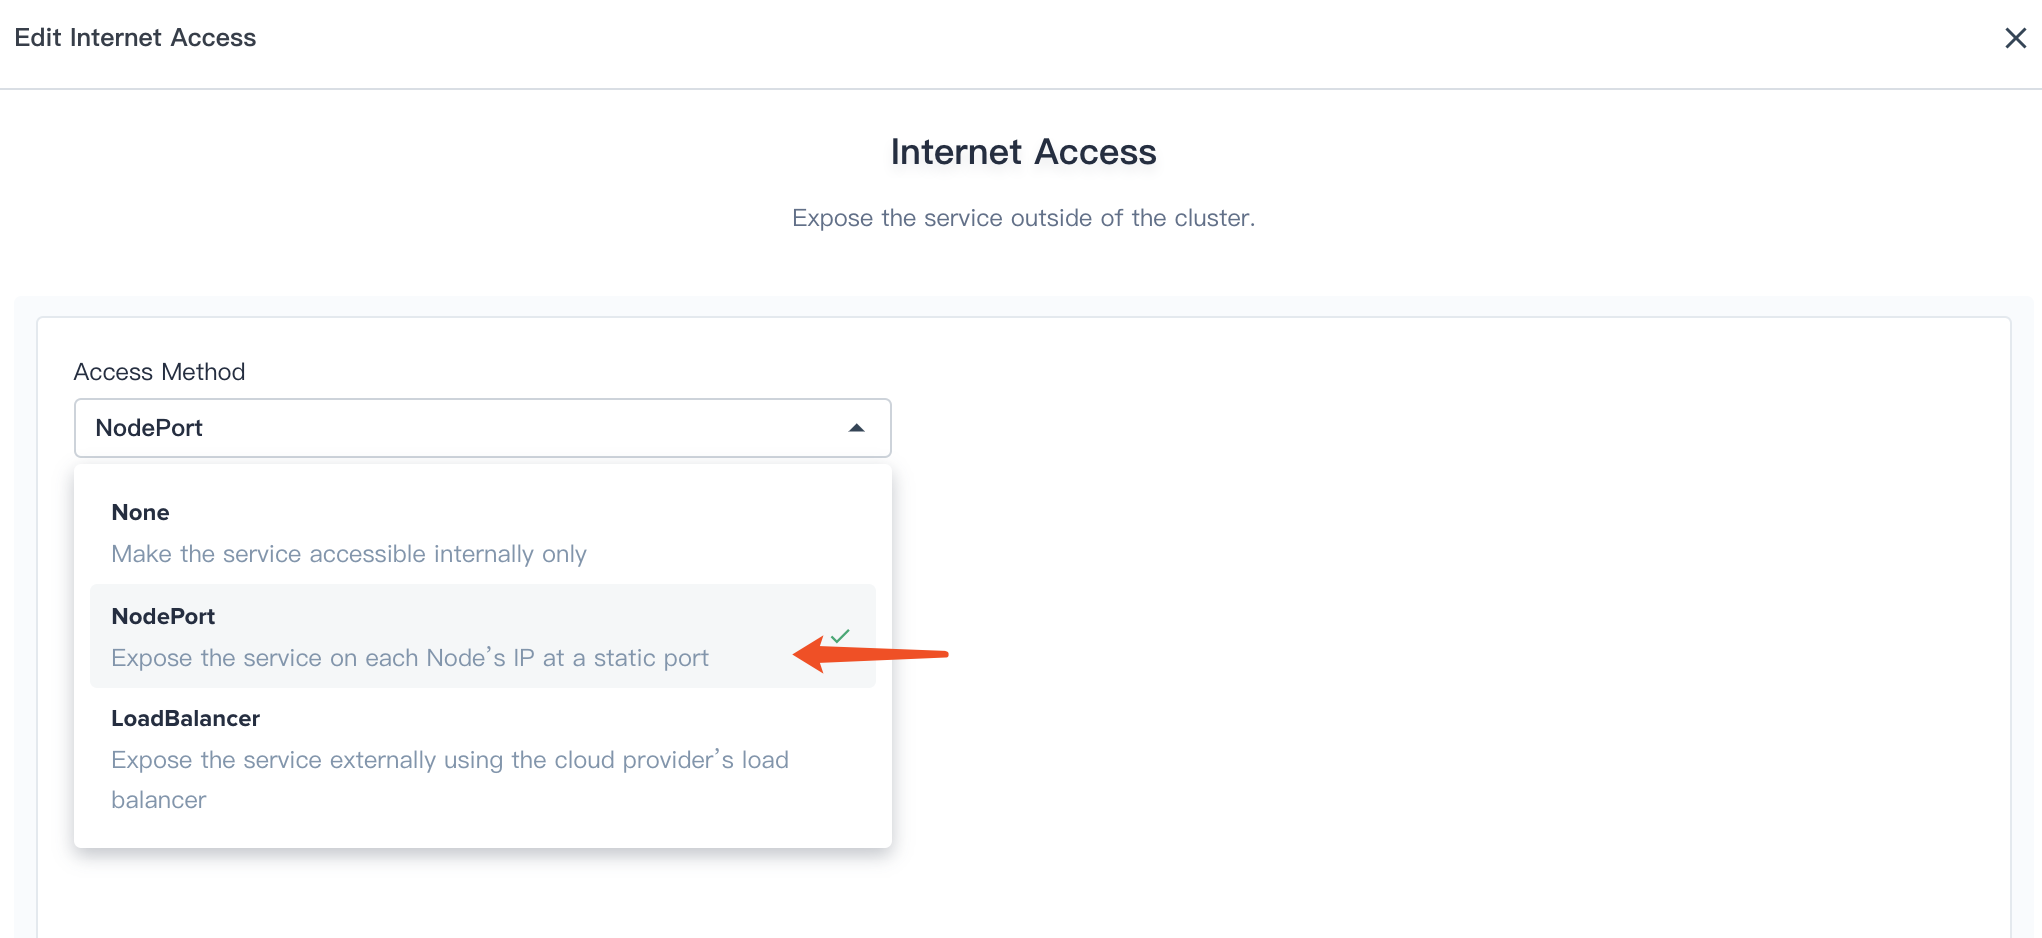 Edit Internet Access
Internet Access
Expose the service outside of the cluster.
Access Method
NodePort
None
Make the service accessible internally only
NodePort
Expose the service on each Node’s IP at a static port
LoadBalancer
Expose the service externally using the cloud provider’s load
balancer